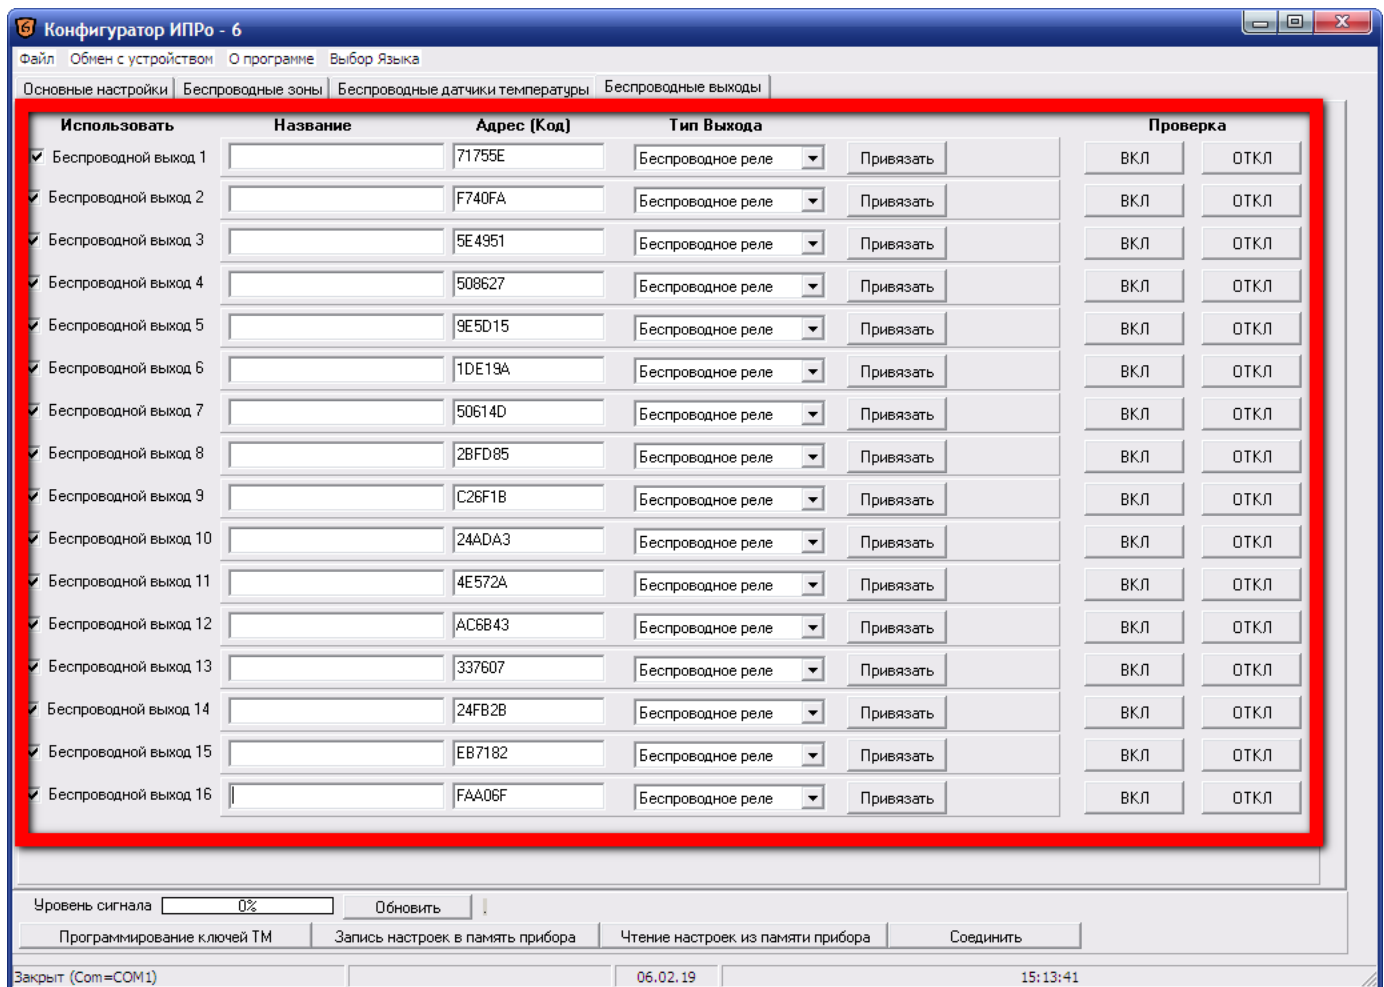 Конфигуратор ИПРо - 6
Файл Обмен с устройством О программе Выбор Языка
Основные настройки Беспроводные зоны Беспроводные датчики температуры Беспроводные выходы
Использовать Название Адрес (Код) Тип Выхода Проверка
Беспроводной выход 1 71755E Беспроводное реле Привязать ВКЛ ОТКЛ
Беспроводной выход 2 F740FA Беспроводное реле Привязать ВКЛ ОТКЛ
Беспроводной выход 3 5E4951 Беспроводное реле Привязать ВКЛ ОТКЛ
Беспроводной выход 4 508627 Беспроводное реле Привязать ВКЛ ОТКЛ
Беспроводной выход 5 9E5D15 Беспроводное реле Привязать ВКЛ ОТКЛ
Беспроводной выход 6 1DE19A Беспроводное реле Привязать ВКЛ ОТКЛ
Беспроводной выход 7 50614D Беспроводное реле Привязать ВКЛ ОТКЛ
Беспроводной выход 8 2BFD85 Беспроводное реле Привязать ВКЛ ОТКЛ
Беспроводной выход 9 C26F1B Беспроводное реле Привязать ВКЛ ОТКЛ
Беспроводной выход 10 24ADA3 Беспроводное реле Привязать ВКЛ ОТКЛ
Беспроводной выход 11 4E572A Беспроводное реле Привязать ВКЛ ОТКЛ
Беспроводной выход 12 AC6B43 Беспроводное реле Привязать ВКЛ ОТКЛ
Беспроводной выход 13 337607 Беспроводное реле Привязать ВКЛ ОТКЛ
Беспроводной выход 14 24FB2B Беспроводное реле Привязать ВКЛ ОТКЛ
Беспроводной выход 15 EB7182 Беспроводное реле Привязать ВКЛ ОТКЛ
Беспроводной выход 16 FAA06F Беспроводное реле Привязать ВКЛ ОТКЛ
Уровень сигнала 0% Обновить .
Программирование ключей ТМ Запись настроек в память прибора Чтение настроек из памяти прибора Соединить
Закрыт (Com=COM1) 06.02.19 15:13:41